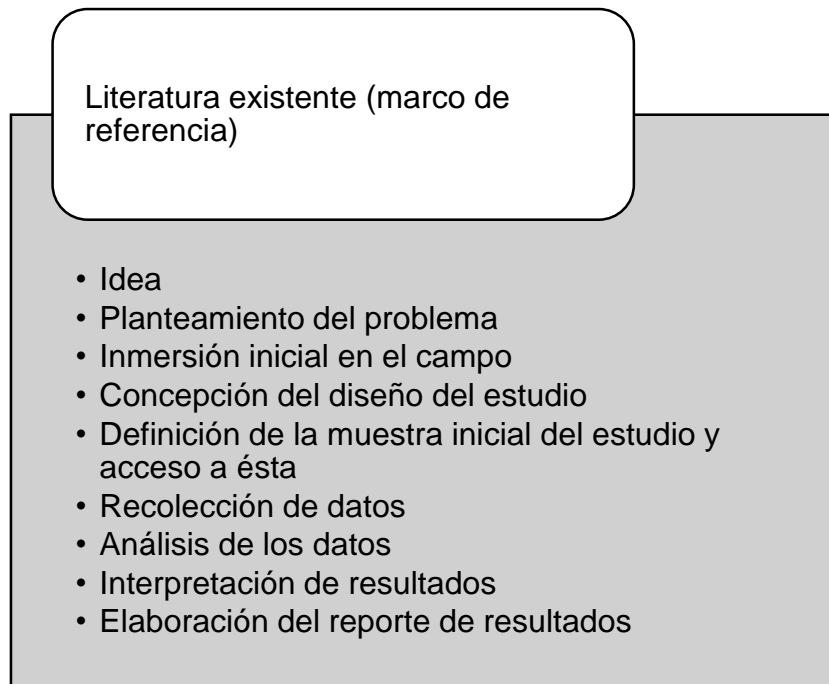 Literatura existente (marco de
referencia)
• Idea
• Planteamiento del problema
• Inmersión inicial en el campo
• Concepción del diseño del estudio
• Definición de la muestra inicial del estudio y
acceso a ésta
• Recolección de datos
• Análisis de los datos
• Interpretación de resultados
• Elaboración del reporte de resultados